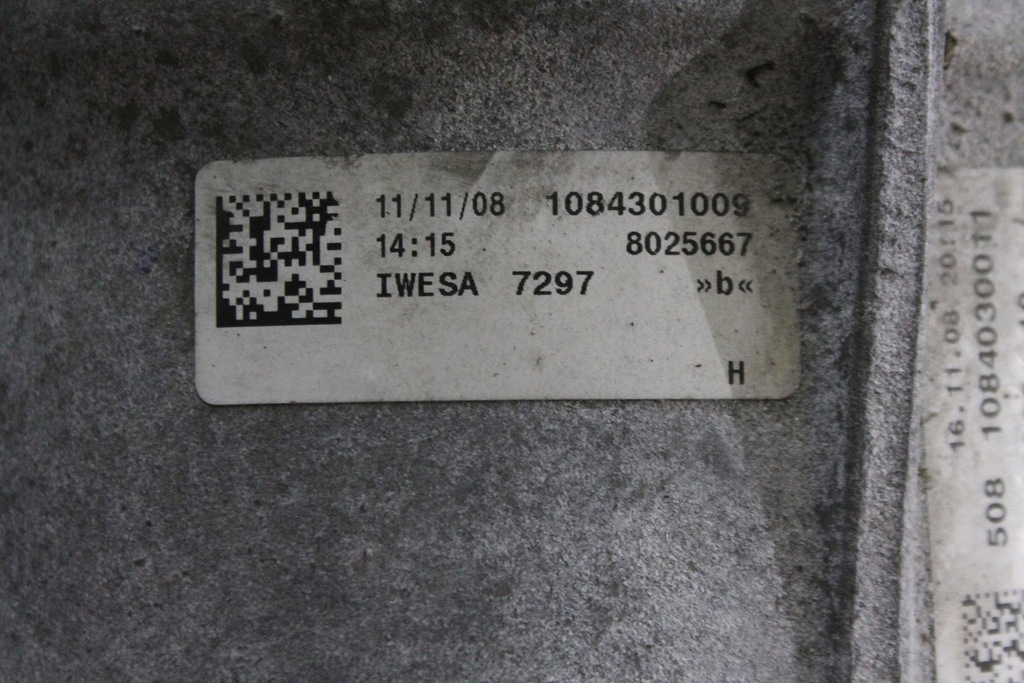 11/11/08 1084301009
14:15 8025667
IWESA 7297 »b«
H
16.11.08 20:15
508 1084030011